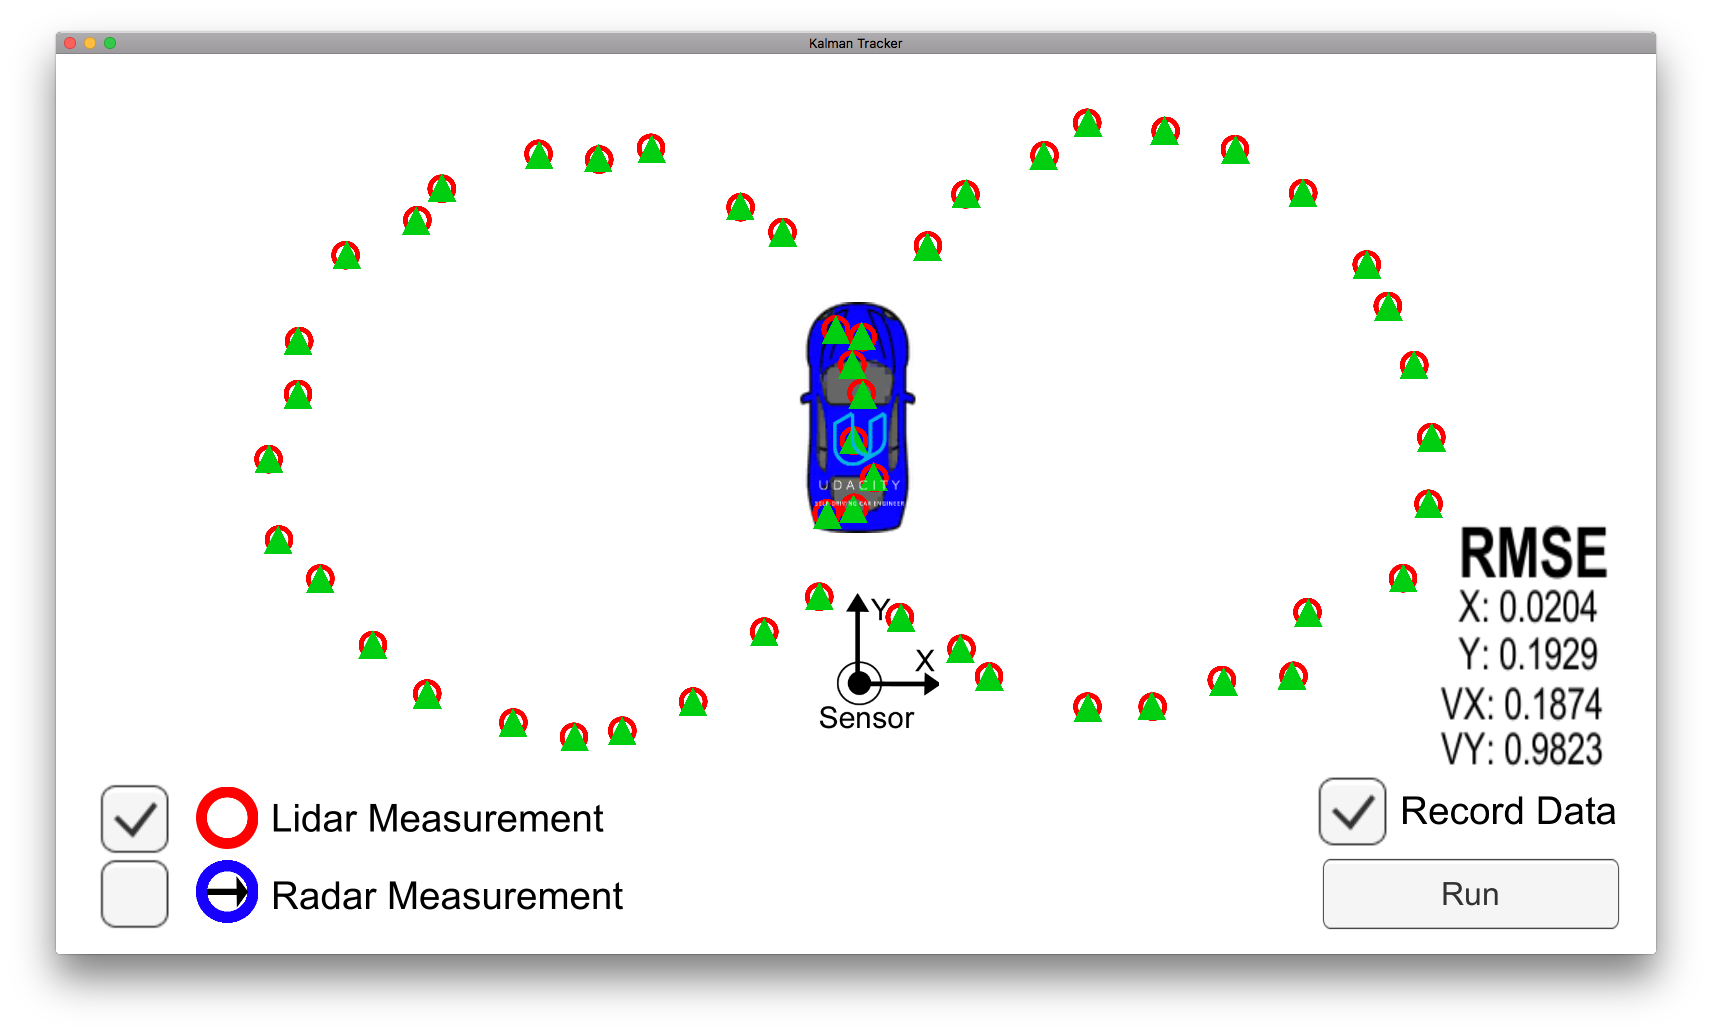 Kalman Tracker
UDACITY
SELF-DRIVING CAR ENGINEER
Y
X
Sensor
RMSE
X: 0.0204
Y: 0.1929
VX: 0.1874
VY: 0.9823
Lidar Measurement
Radar Measurement
Record Data
Run